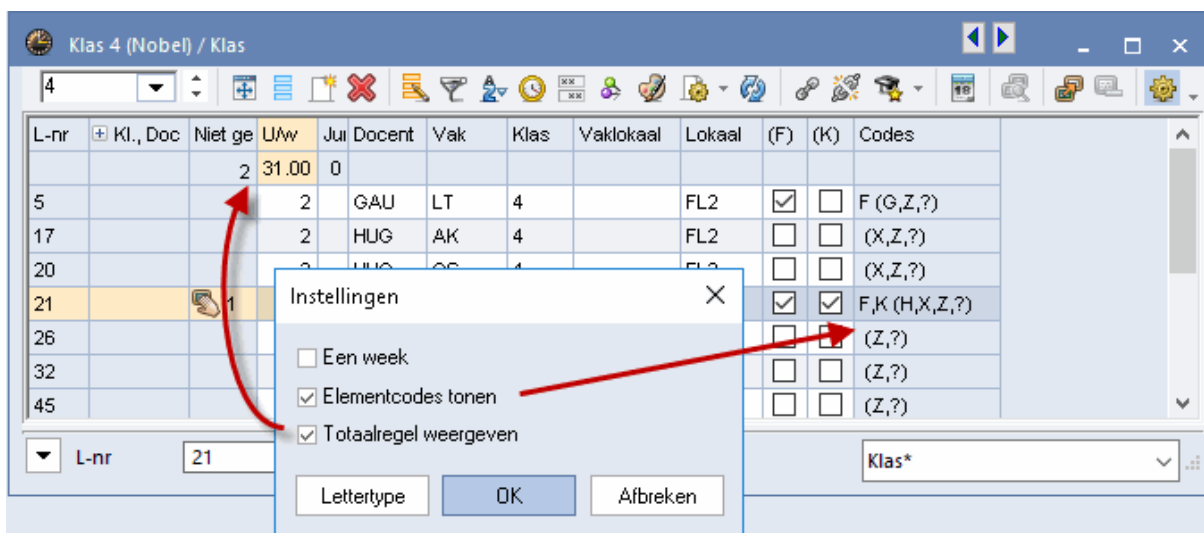 Klas 4 (Nobel) / Klas
4
L-nr Kl., Doc Niet ge U/w Jui Docent Vak Klas Vaklokaal Lokaal (F) (K) Codes
2 31.00 0
5 2 GAU LT 4 FL2 F (G,Z,?)
17 2 HUG AK 4 FL2 (X,Z,?)
20 (X,Z,?)
21 1 F,K (H,X,Z,?)
26 (Z,?)
32 (Z,?)
45 (Z,?)
L-nr 21 Klas*
Instellingen
Een week
Elementcodes tonen
Totaalregel weergeven
Lettertype OK Afbreken